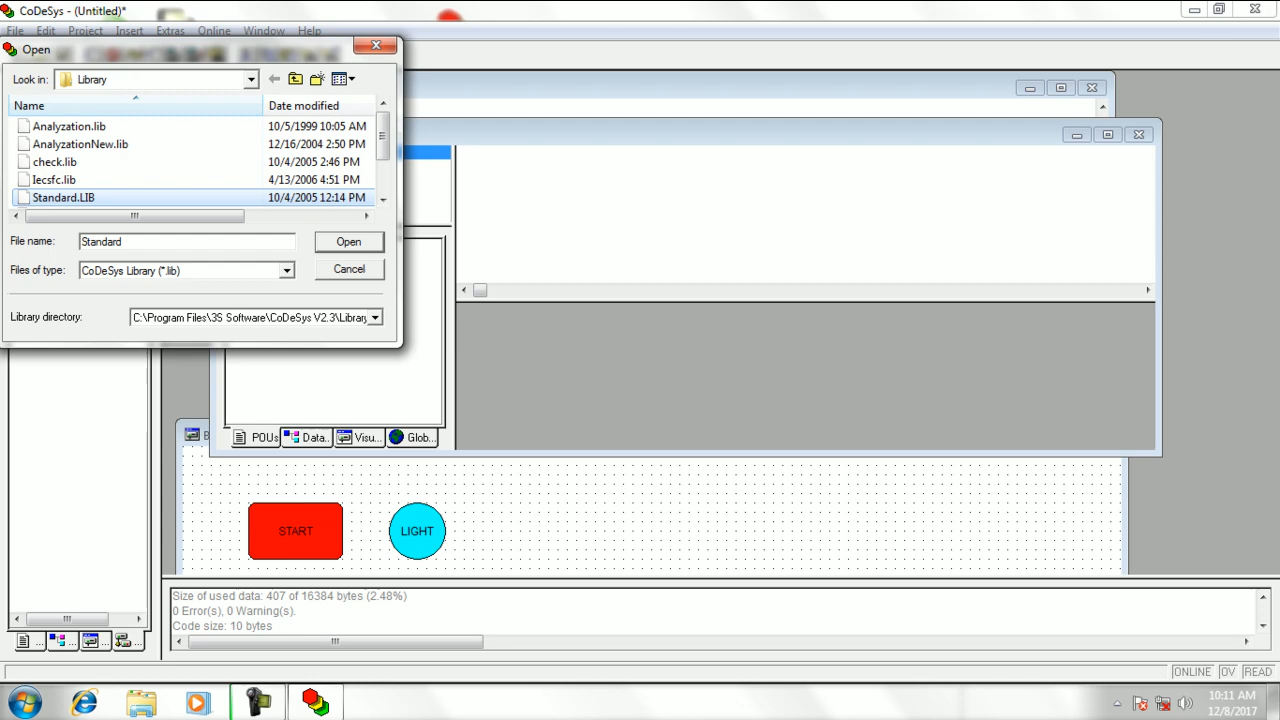 CoDeSys - (Untitled)*
File Edit Project Insert Extras Online Window Help
Open
Look in: Library
Name Date modified
Analyzation.lib 10/5/1999 10:05 AM
AnalyzationNew.lib 12/16/2004 2:50 PM
check.lib 10/4/2005 2:46 PM
Iecsfc.lib 4/13/2006 4:51 PM
Standard.LIB 10/4/2005 12:14 PM
File name: Standard Open
Files of type: CoDeSys Library (*.lib) Cancel
Library directory: C:\Program Files\3S Software\CoDeSys V2.3\Library
POUs Data... Visu... Glob...
START LIGHT
Size of used data: 407 of 16384 bytes (2.48%)
0 Error(s), 0 Warning(s).
Code size: 10 bytes
ONLINE OV READ
10:11 AM
12/8/2017